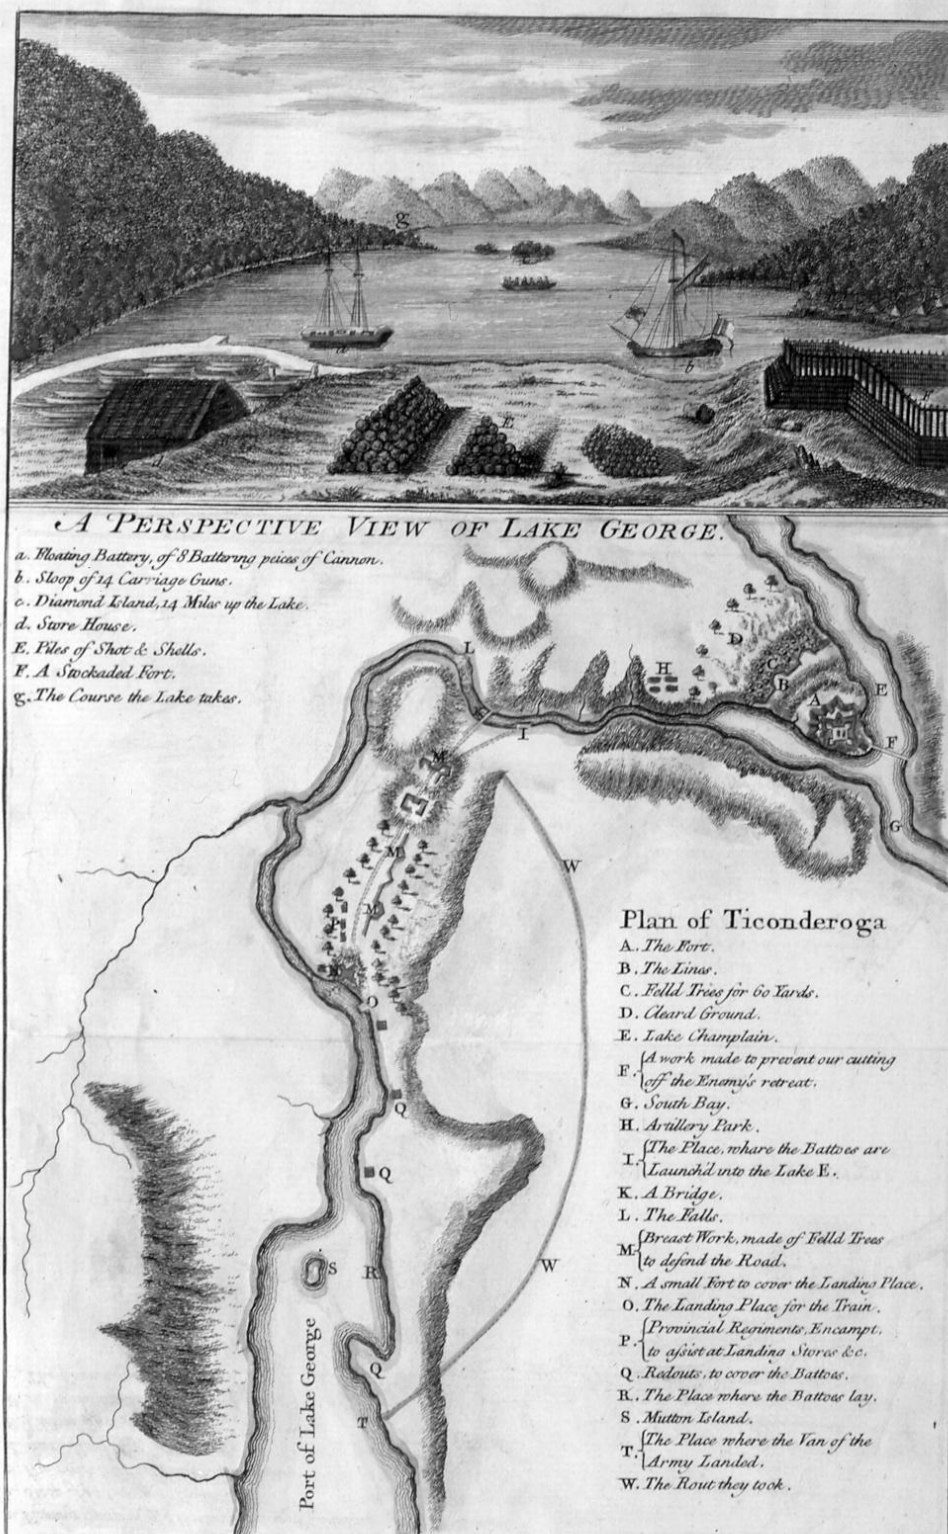 g
c
a
b
E
d
F
A PERSPECTIVE VIEW OF LAKE GEORGE.
a. Floating Battery, of 8 Battering peices of Cannon.
b. Sloop of 14 Carriage Guns.
c. Diamond Island, 14 Miles up the Lake.
d. Store House.
E. Piles of Shot & Shells.
F. A Stockaded Fort.
g. The Course the Lake takes.
D
L
H
C
B
A
E
I
F
M
G
M
W
M
P
N
O
Q
Q
S
R
W
Q
T
Port of Lake George
Plan of Ticonderoga
A. The Fort.
B. The Lines.
C. Felld Trees for 60 Yards.
D. Cleard Ground.
E. Lake Champlain.
F. { A work made to prevent our cutting
off the Enemy's retreat.
G. South Bay.
H. Artillery Park.
I. { The Place, whare the Battoes are
Launch'd into the Lake E.
K. A Bridge.
L. The Falls.
M { Breast Work, made of Felld Trees
to defend the Road.
N. A small Fort to cover the Landing Place.
O. The Landing Place for the Train.
P. { Provincial Regiments, Encampt.
to assist at Landing Stores &c.
Q. Redouts, to cover the Battoes.
R. The Place where the Battoes lay.
S. Mutton Island.
T. { The Place where the Van of the
Army Landed.
W. The Rout they took.